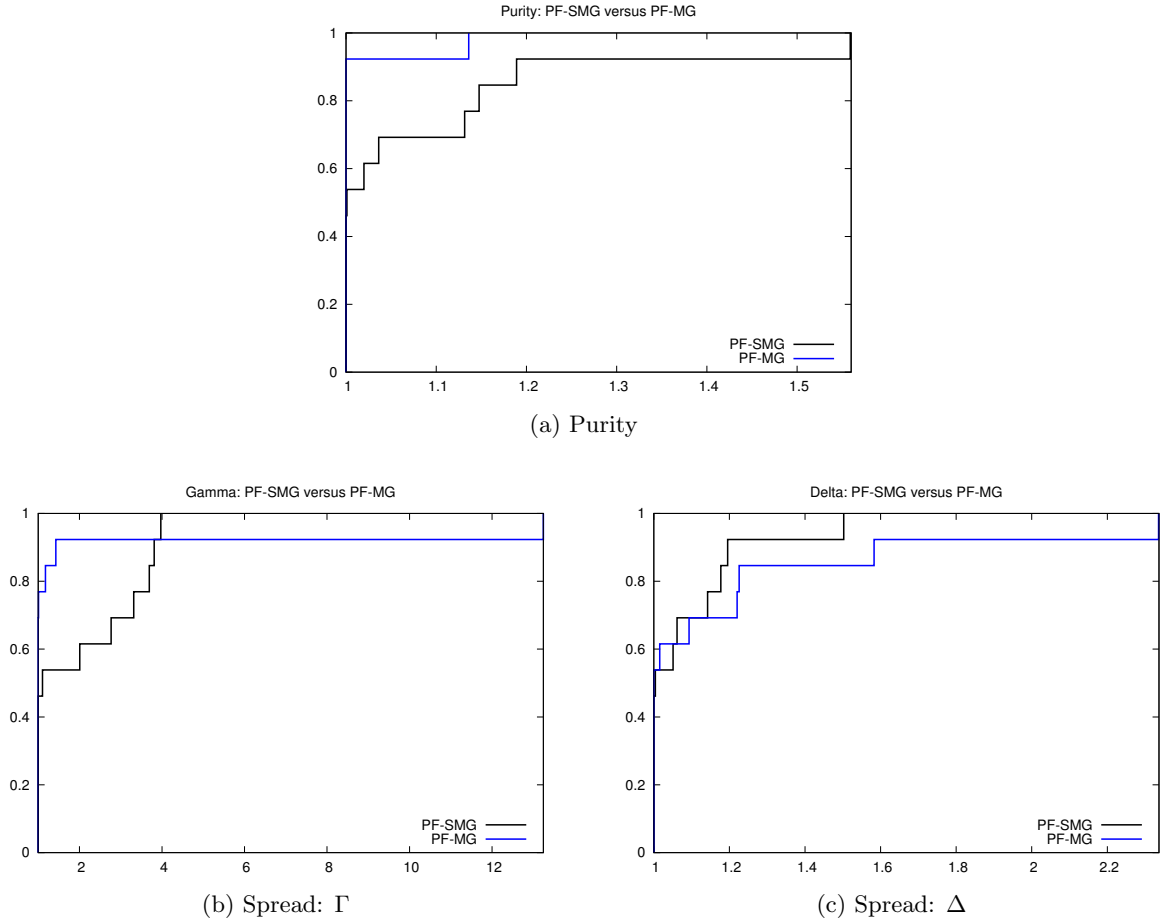 Purity: PF-SMG versus PF-MG
1
0.8
0.6
0.4
0.2
0
1 1.1 1.2 1.3 1.4 1.5
PF-SMG
PF-MG
(a) Purity
Gamma: PF-SMG versus PF-MG
1
0.8
0.6
0.4
0.2
0
2 4 6 8 10 12
PF-SMG
PF-MG
(b) Spread: Γ
Delta: PF-SMG versus PF-MG
1
0.8
0.6
0.4
0.2
0
1 1.2 1.4 1.6 1.8 2 2.2
PF-SMG
PF-MG
(c) Spread: Δ